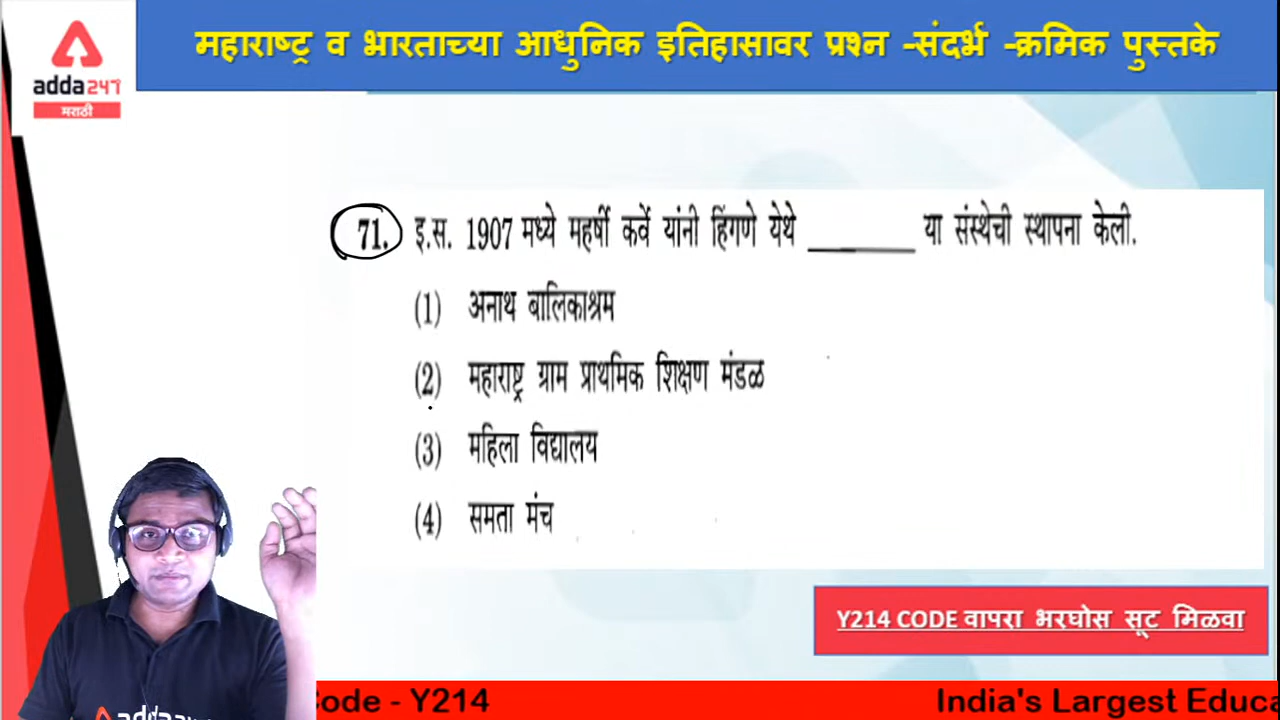 महाराष्ट्र व भारताच्या आधुनिक इतिहासावर प्रश्न -संदर्भ -क्रमिक पुस्तके
adda247
मराठी
71. इ.स. 1907 मध्ये महर्षी कर्वे यांनी हिंगणे येथे ________ या संस्थेची स्थापना केली.
(1) अनाथ बालिकाश्रम
(2) महाराष्ट्र ग्राम प्राथमिक शिक्षण मंडळ
(3) महिला विद्यालय
(4) समता मंच
Y214 CODE वापरा भरघोस सूट मिळवा
Code - Y214 India's Largest Educa